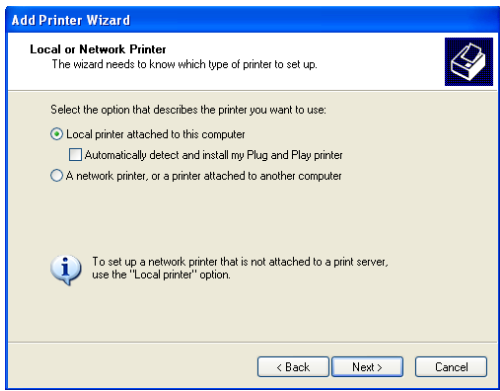 Add Printer Wizard
Local or Network Printer
The wizard needs to know which type of printer to set up.
Select the option that describes the printer you want to use:
Local printer attached to this computer
Automatically detect and install my Plug and Play printer
A network printer, or a printer attached to another computer
To set up a network printer that is not attached to a print server,
use the "Local printer" option.
< Back Next > Cancel